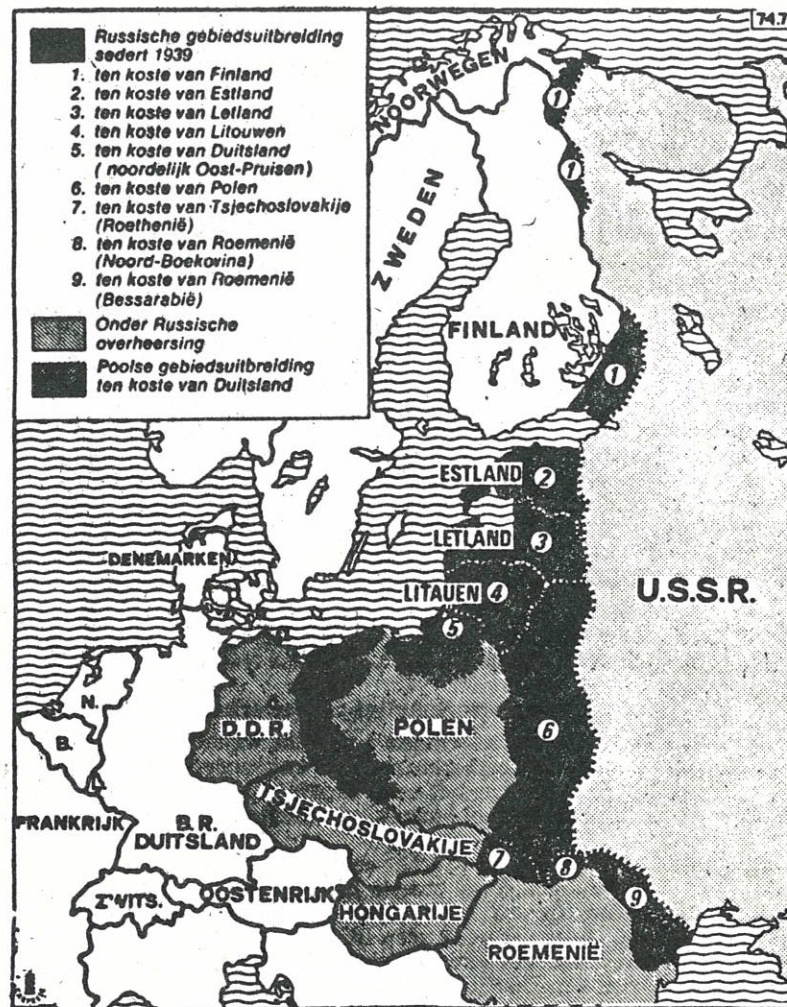 74.7
Russische gebiedsuitbreiding
sedert 1939
1. ten koste van Finland
2. ten koste van Estland
3. ten koste van Letland
4. ten koste van Litouwen
5. ten koste van Duitsland
(noordelijk Oost-Pruisen)
6. ten koste van Polen
7. ten koste van Tsjechoslovakije
(Roethenië)
8. ten koste van Roemenië
(Noord-Boekovina)
9. ten koste van Roemenië
(Bessarabië)
Onder Russische
overheersing
Poolse gebiedsuitbreiding
ten koste van Duitsland
NOORWEGEN
1
1
ZWEDEN
FINLAND
1
ESTLAND 2
LETLAND 3
DENEMARKEN
LITAUEN 4
U.S.S.R.
5
N.
D.D.R.
POLEN
6
B.
TSJECHOSLOVAKIJE
FRANKRIJK
B.R.
DUITSLAND
7
8
ZWITS.
OOSTENRIJK
HONGARIJE
9
ROEMENIË